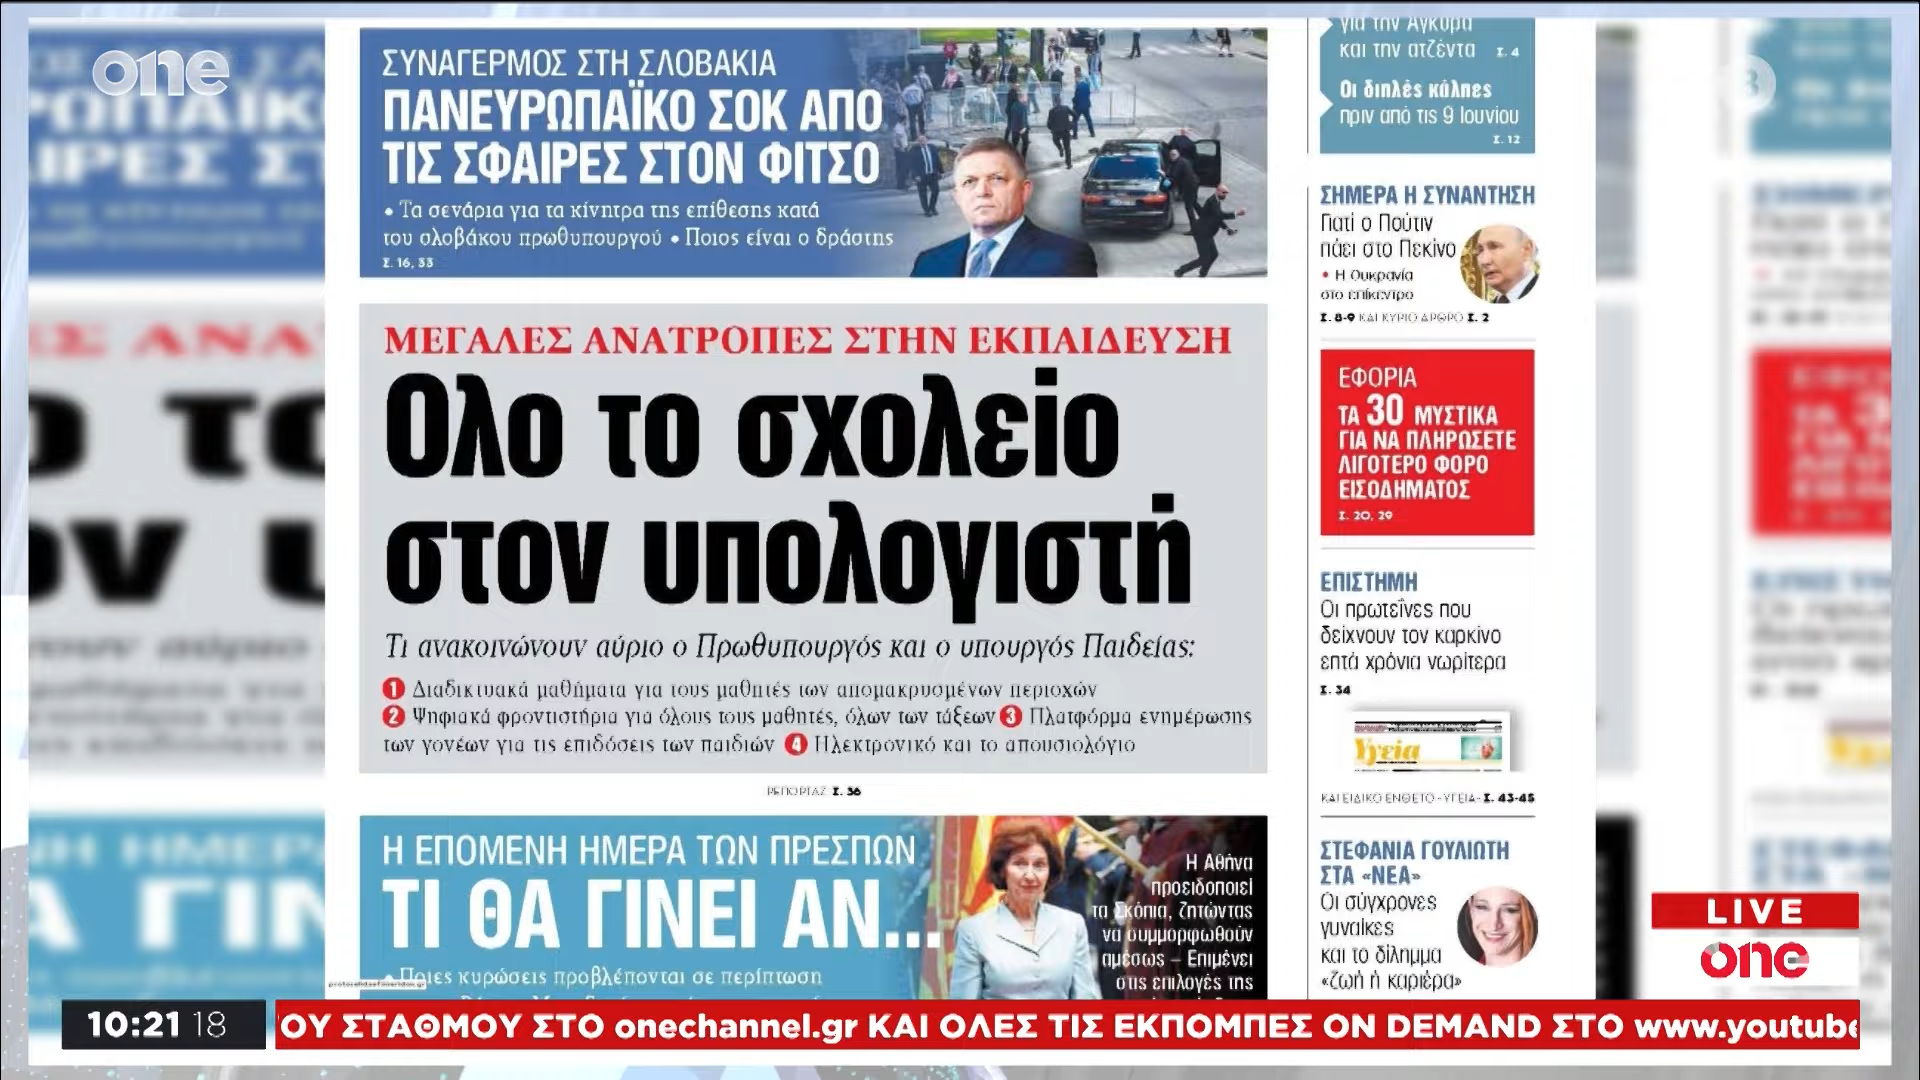 one
ΣΥΝΑΓΕΡΜΟΣ ΣΤΗ ΣΛΟΒΑΚΙΑ
ΠΑΝΕΥΡΩΠΑΪΚΟ ΣΟΚ ΑΠΟ
ΤΙΣ ΣΦΑΙΡΕΣ ΣΤΟΝ ΦΙΤΣΟ
• Τα σενάρια για τα κίνητρα της επίθεσης κατά
του σλοβάκου πρωθυπουργού • Ποιος είναι ο δράστης
Σ. 16, 33
ΜΕΓΑΛΕΣ ΑΝΑΤΡΟΠΕΣ ΣΤΗΝ ΕΚΠΑΙΔΕΥΣΗ
Ολο το σχολείο
στον υπολογιστή
Τι ανακοινώνουν αύριο ο Πρωθυπουργός και ο υπουργός Παιδείας:
1 Διαδικτυακά μαθήματα για τους μαθητές των απομακρυσμένων περιοχών
2 Ψηφιακά φροντιστήρια για όλους τους μαθητές, όλων των τάξεων 3 Πλατφόρμα ενημέρωσης
των γονέων για τις επιδόσεις των παιδιών 4 Ηλεκτρονικό και το απουσιολόγιο
ΡΕΠΟΡΤΑΖ Σ. 36
Η ΕΠΟΜΕΝΗ ΗΜΕΡΑ ΤΩΝ ΠΡΕΣΠΩΝ
ΤΙ ΘΑ ΓΙΝΕΙ ΑΝ...
• Ποιες κυρώσεις προβλέπονται σε περίπτωση
Η Αθήνα
προειδοποιεί
τα Σκόπια, ζητώντας
να συμμορφωθούν
αμέσως – Επιμένει
στις επιλογές της
για την Αγκυρα
και την ατζέντα Σ. 4
Οι διπλές κάλπες
πριν από τις 9 Ιουνίου
Σ. 12
ΣΗΜΕΡΑ Η ΣΥΝΑΝΤΗΣΗ
Γιατί ο Πούτιν
πάει στο Πεκίνο
• Η Ουκρανία
στο επίκεντρο
Σ. 8-9 ΚΑΙ ΚΥΡΙΟ ΑΡΘΡΟ Σ. 2
ΕΦΟΡΙΑ
ΤΑ 30 ΜΥΣΤΙΚΑ
ΓΙΑ ΝΑ ΠΛΗΡΩΣΕΤΕ
ΛΙΓΟΤΕΡΟ ΦΟΡΟ
ΕΙΣΟΔΗΜΑΤΟΣ
Σ. 20, 29
ΕΠΙΣΤΗΜΗ
Οι πρωτεΐνες που
δείχνουν τον καρκίνο
επτά χρόνια νωρίτερα
Σ. 34
Υγεία
ΚΑΙ ΕΙΔΙΚΟ ΕΝΘΕΤΟ «ΥΓΕΙΑ» Σ. 43-45
ΣΤΕΦΑΝΙΑ ΓΟΥΛΙΩΤΗ
ΣΤΑ «ΝΕΑ»
Οι σύγχρονες
γυναίκες
και το δίλημμα
«ζωή ή καριέρα»
LIVE
one
10:21 18
ΟΥ ΣΤΑΘΜΟΥ ΣΤΟ onechannel.gr ΚΑΙ ΟΛΕΣ ΤΙΣ ΕΚΠΟΜΠΕΣ ON DEMAND ΣΤΟ www.youtube